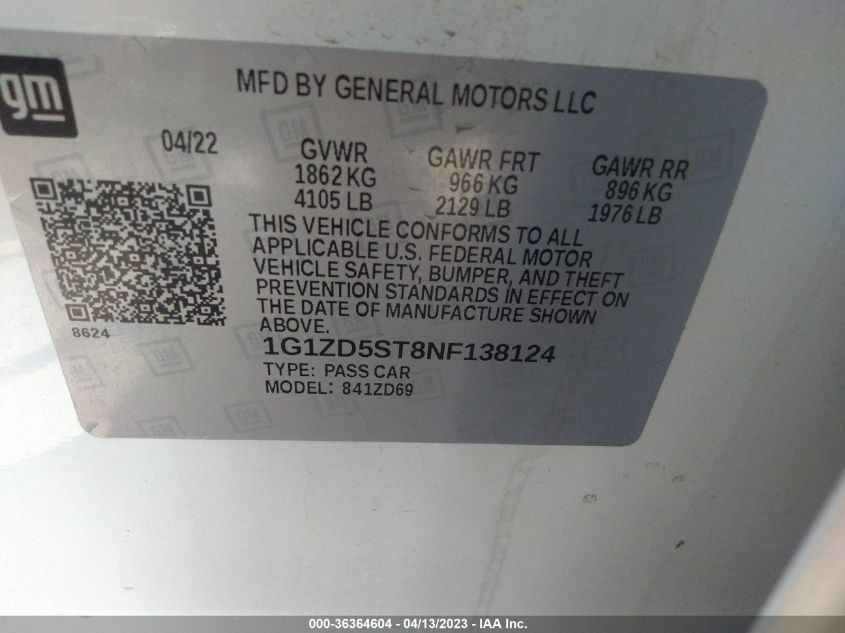 gm
MFD BY GENERAL MOTORS LLC
04/22
GVWR
1862 KG
4105 LB
GAWR FRT
966 KG
2129 LB
GAWR RR
896 KG
1976 LB
THIS VEHICLE CONFORMS TO ALL
APPLICABLE U.S. FEDERAL MOTOR
VEHICLE SAFETY, BUMPER, AND THEFT
PREVENTION STANDARDS IN EFFECT ON
THE DATE OF MANUFACTURE SHOWN
ABOVE.
8624
1G1ZD5ST8NF138124
TYPE: PASS CAR
MODEL: 841ZD69
000-36364604 - 04/13/2023 - IAA Inc.